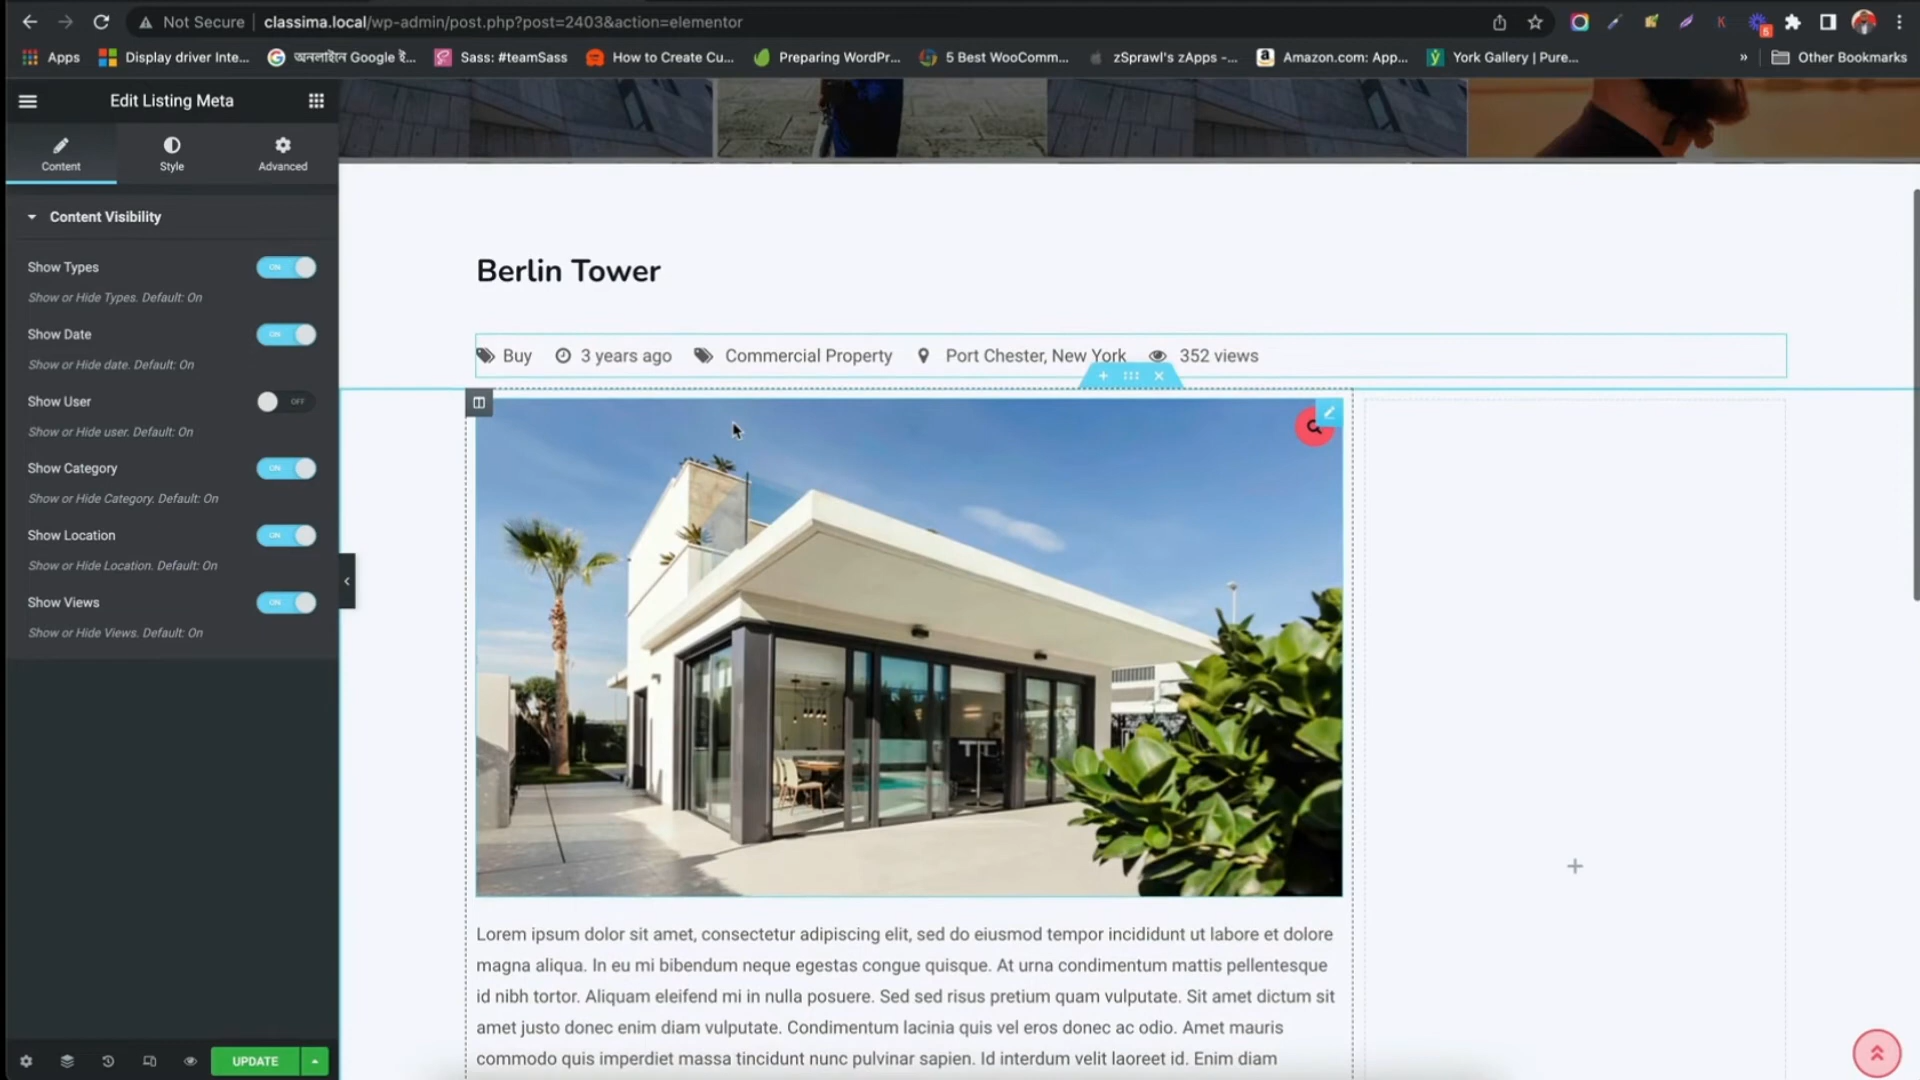 Not Secure | classima.local/wp-admin/post.php?post=2403&action=elementor
Apps Display driver Inte... অনলাইনে Google ই... Sass: #teamSass How to Create Cu... Preparing WordPr... 5 Best WooComm... zSprawl's zApps -... Amazon.com: App... York Gallery | Pure... » Other Bookmarks
Edit Listing Meta
Content Style Advanced
Content Visibility
Show Types ON
Show or Hide Types. Default: On
Show Date ON
Show or Hide date. Default: On
Show User OFF
Show or Hide user. Default: On
Show Category ON
Show or Hide Category. Default: On
Show Location ON
Show or Hide Location. Default: On
Show Views ON
Show or Hide Views. Default: On
UPDATE
Berlin Tower
Buy 3 years ago Commercial Property Port Chester, New York 352 views
Lorem ipsum dolor sit amet, consectetur adipiscing elit, sed do eiusmod tempor incididunt ut labore et dolore
magna aliqua. In eu mi bibendum neque egestas congue quisque. At urna condimentum mattis pellentesque
id nibh tortor. Aliquam eleifend mi in nulla posuere. Sed sed risus pretium quam vulputate. Sit amet dictum sit
amet justo donec enim diam vulputate. Condimentum lacinia quis vel eros donec ac odio. Amet mauris
commodo quis imperdiet massa tincidunt nunc pulvinar sapien. Id interdum velit laoreet id. Enim diam